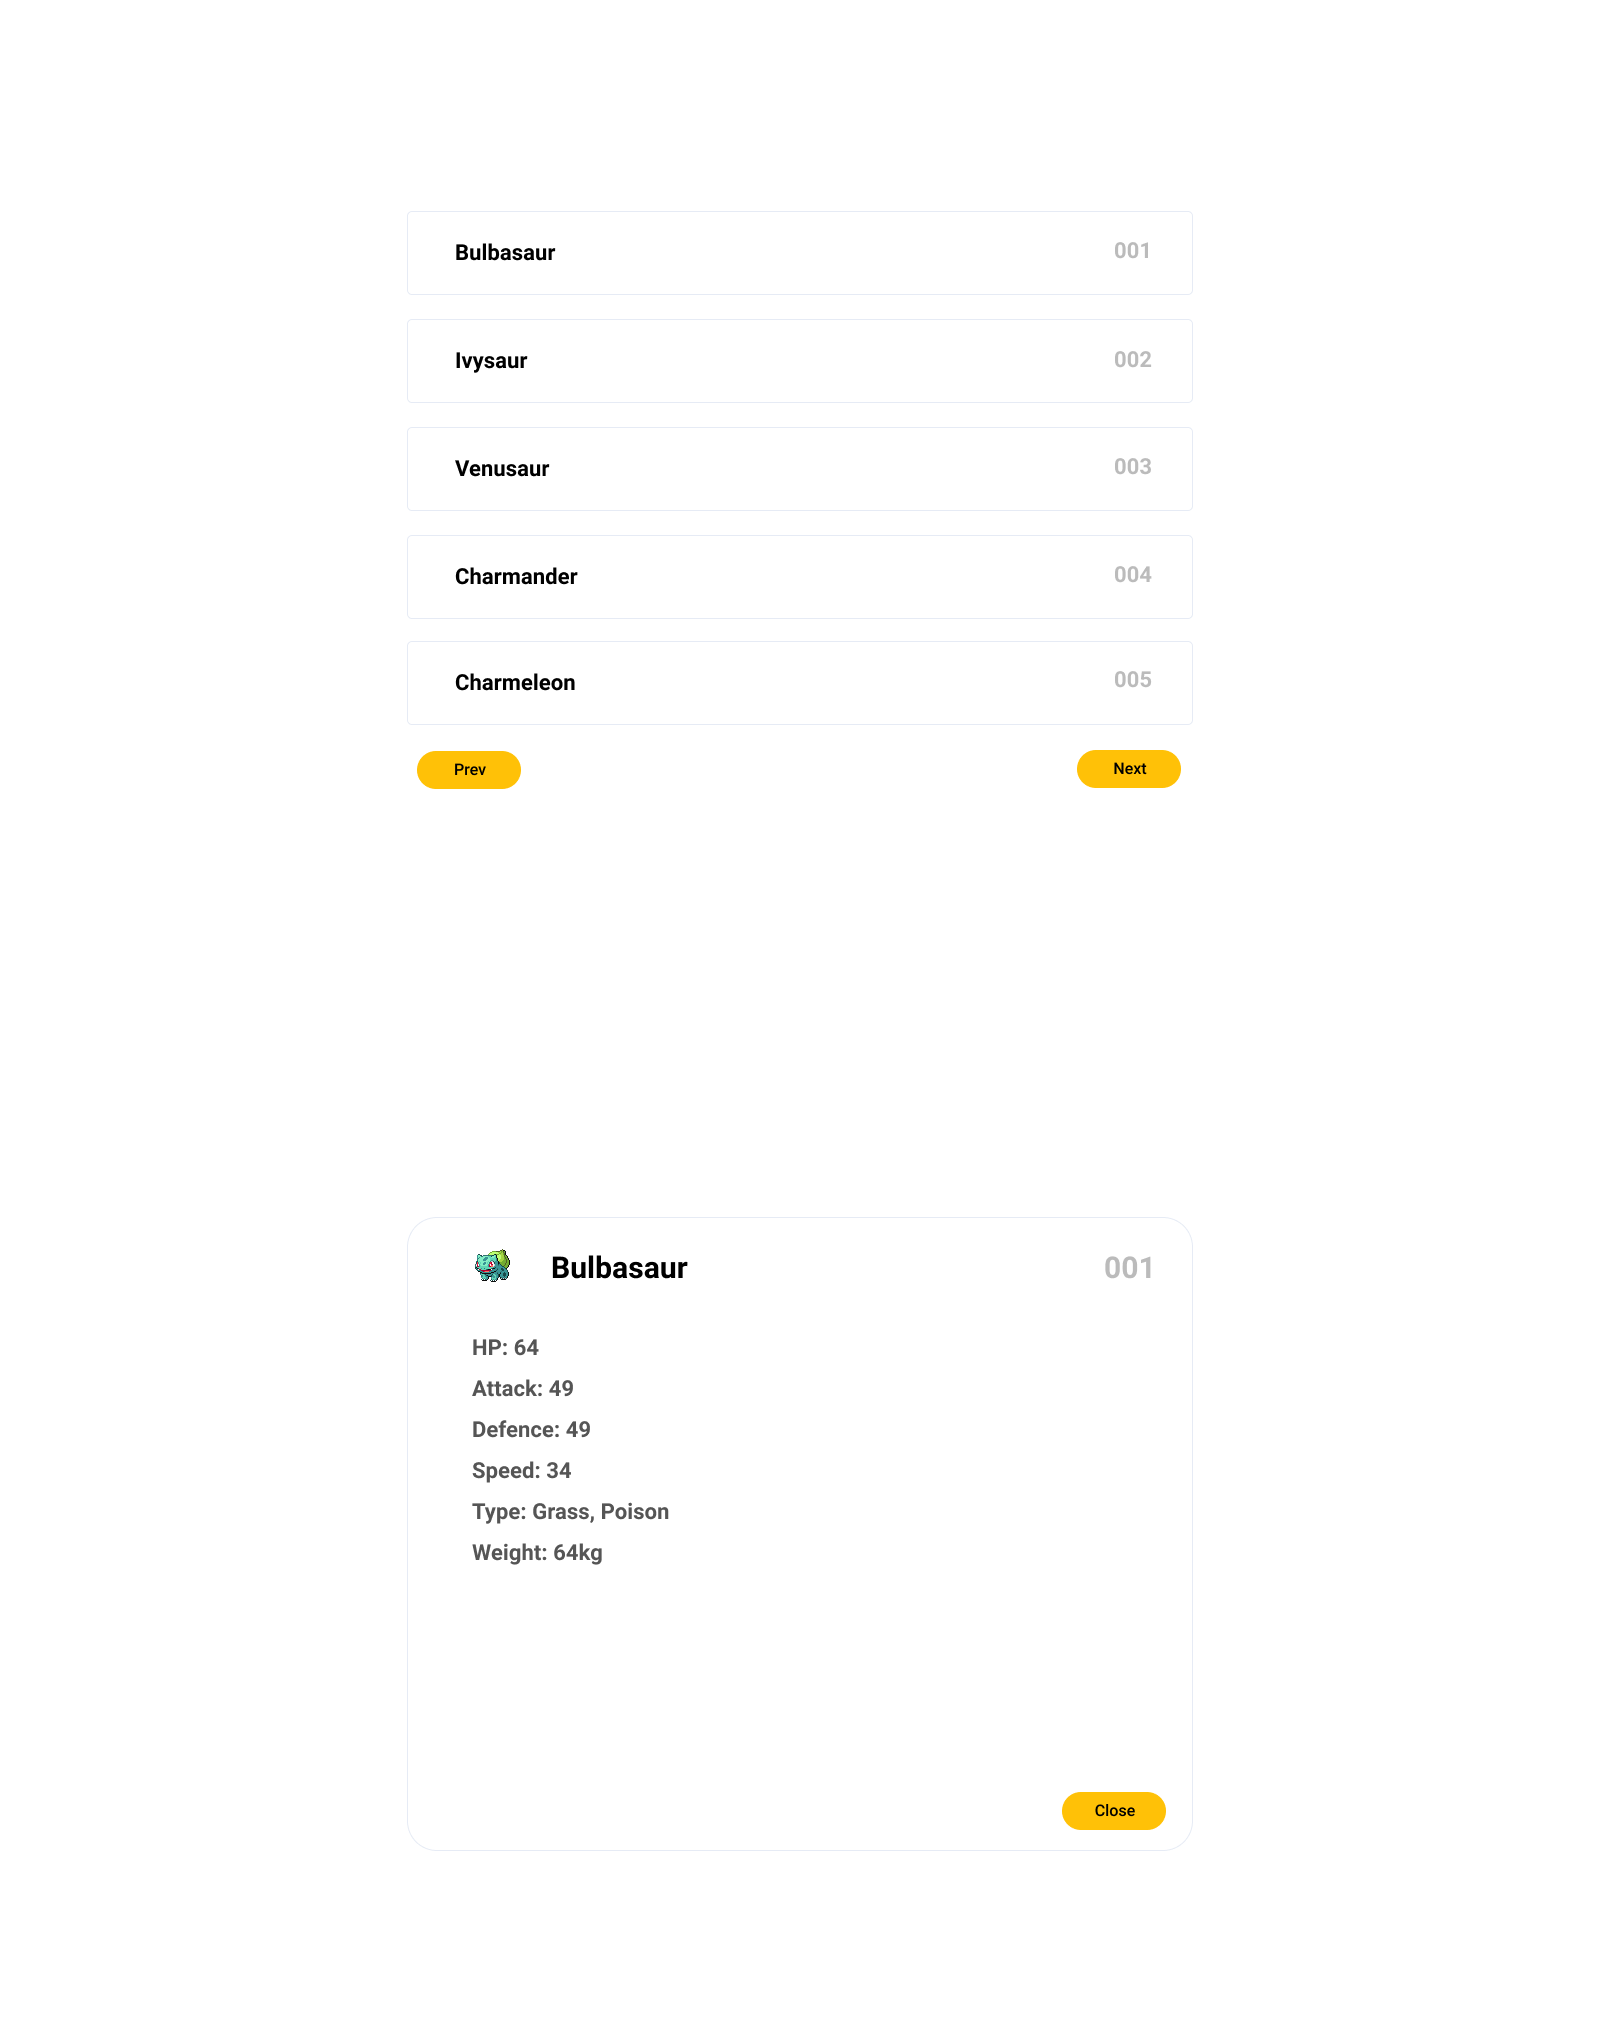 Bulbasaur 001
Ivysaur 002
Venusaur 003
Charmander 004
Charmeleon 005
Prev Next
Bulbasaur 001
HP: 64
Attack: 49
Defence: 49
Speed: 34
Type: Grass, Poison
Weight: 64kg
Close